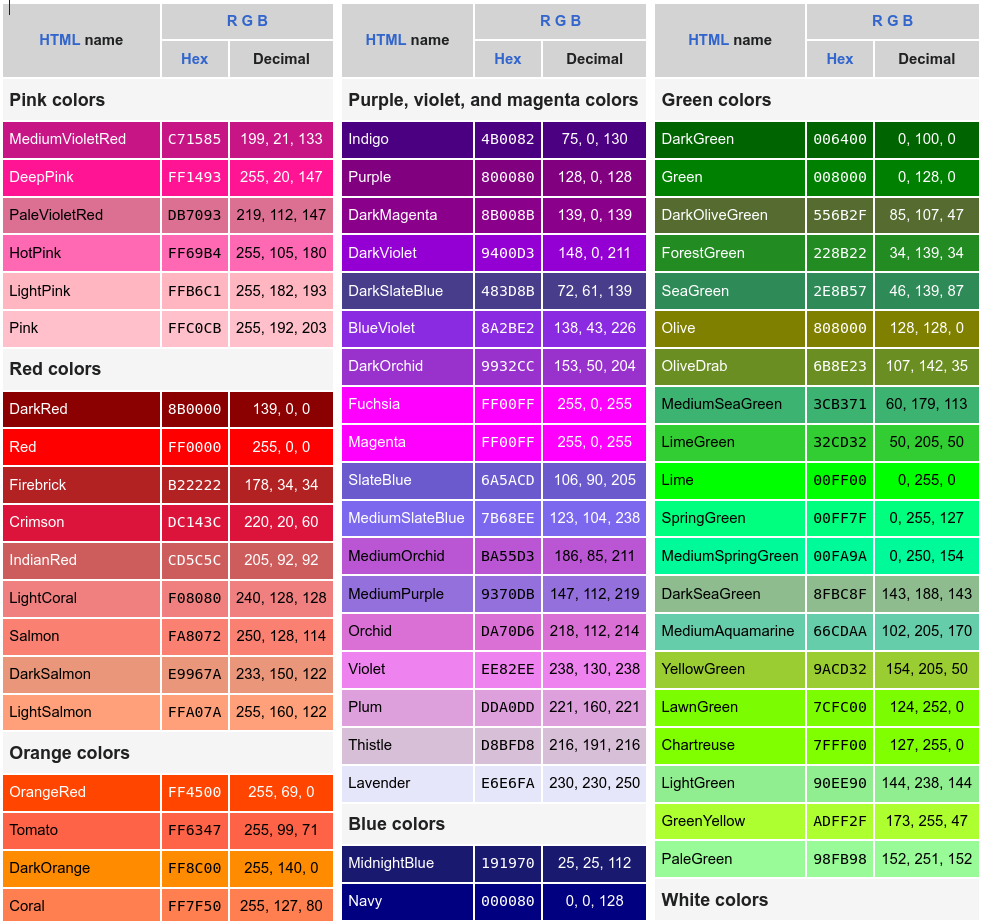 HTML name R G B
Hex Decimal
Pink colors
MediumVioletRed C71585 199, 21, 133
DeepPink FF1493 255, 20, 147
PaleVioletRed DB7093 219, 112, 147
HotPink FF69B4 255, 105, 180
LightPink FFB6C1 255, 182, 193
Pink FFC0CB 255, 192, 203
Red colors
DarkRed 8B0000 139, 0, 0
Red FF0000 255, 0, 0
Firebrick B22222 178, 34, 34
Crimson DC143C 220, 20, 60
IndianRed CD5C5C 205, 92, 92
LightCoral F08080 240, 128, 128
Salmon FA8072 250, 128, 114
DarkSalmon E9967A 233, 150, 122
LightSalmon FFA07A 255, 160, 122
Orange colors
OrangeRed FF4500 255, 69, 0
Tomato FF6347 255, 99, 71
DarkOrange FF8C00 255, 140, 0
Coral FF7F50 255, 127, 80
HTML name R G B
Hex Decimal
Purple, violet, and magenta colors
Indigo 4B0082 75, 0, 130
Purple 800080 128, 0, 128
DarkMagenta 8B008B 139, 0, 139
DarkViolet 9400D3 148, 0, 211
DarkSlateBlue 483D8B 72, 61, 139
BlueViolet 8A2BE2 138, 43, 226
DarkOrchid 9932CC 153, 50, 204
Fuchsia FF00FF 255, 0, 255
Magenta FF00FF 255, 0, 255
SlateBlue 6A5ACD 106, 90, 205
MediumSlateBlue 7B68EE 123, 104, 238
MediumOrchid BA55D3 186, 85, 211
MediumPurple 9370DB 147, 112, 219
Orchid DA70D6 218, 112, 214
Violet EE82EE 238, 130, 238
Plum DDA0DD 221, 160, 221
Thistle D8BFD8 216, 191, 216
Lavender E6E6FA 230, 230, 250
Blue colors
MidnightBlue 191970 25, 25, 112
Navy 000080 0, 0, 128
HTML name R G B
Hex Decimal
Green colors
DarkGreen 006400 0, 100, 0
Green 008000 0, 128, 0
DarkOliveGreen 556B2F 85, 107, 47
ForestGreen 228B22 34, 139, 34
SeaGreen 2E8B57 46, 139, 87
Olive 808000 128, 128, 0
OliveDrab 6B8E23 107, 142, 35
MediumSeaGreen 3CB371 60, 179, 113
LimeGreen 32CD32 50, 205, 50
Lime 00FF00 0, 255, 0
SpringGreen 00FF7F 0, 255, 127
MediumSpringGreen 00FA9A 0, 250, 154
DarkSeaGreen 8FBC8F 143, 188, 143
MediumAquamarine 66CDAA 102, 205, 170
YellowGreen 9ACD32 154, 205, 50
LawnGreen 7CFC00 124, 252, 0
Chartreuse 7FFF00 127, 255, 0
LightGreen 90EE90 144, 238, 144
GreenYellow ADFF2F 173, 255, 47
PaleGreen 98FB98 152, 251, 152
White colors